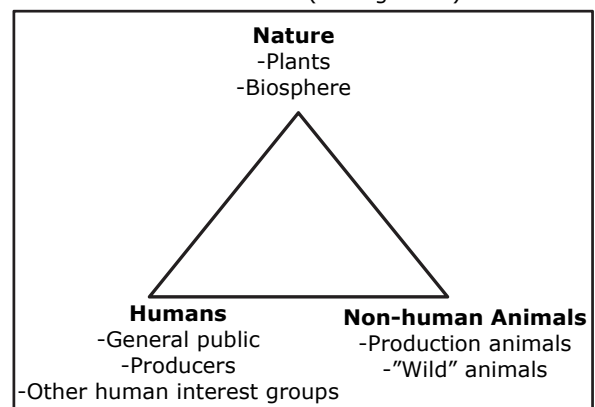 Nature
-Plants
-Biosphere
Humans
-General public
-Producers
-Other human interest groups
Non-human Animals
-Production animals
-”Wild” animals